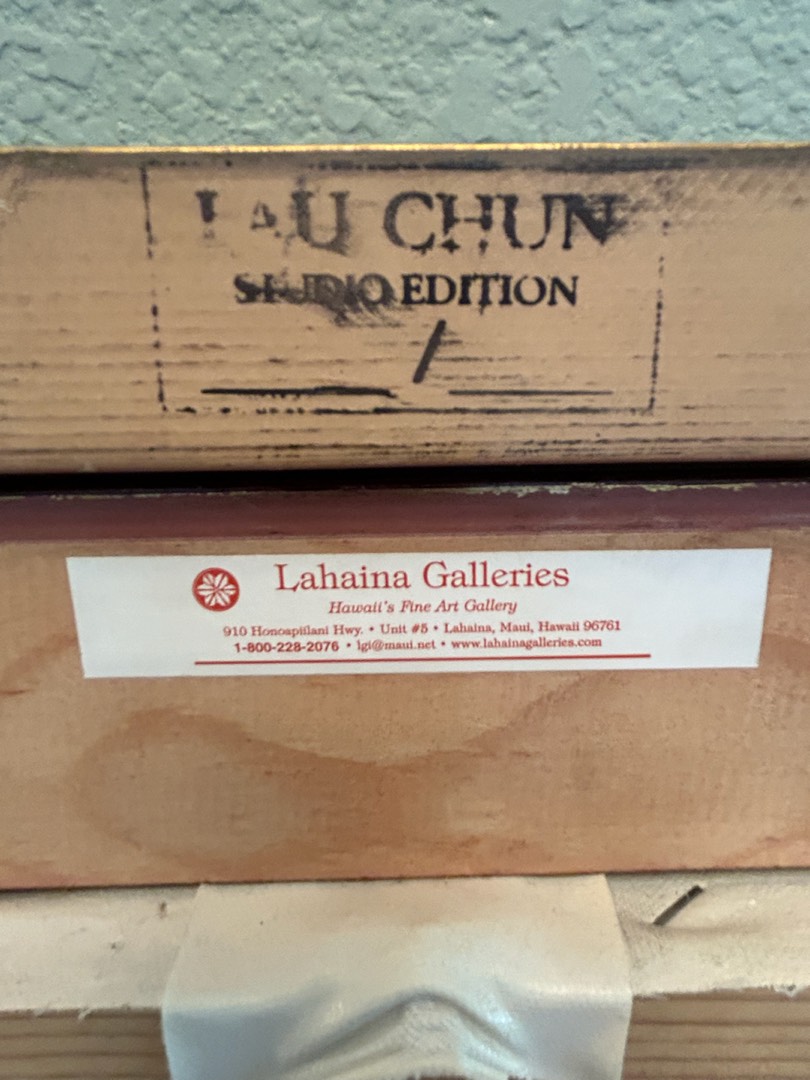 LAU CHUN
STUDIO EDITION
/
Lahaina Galleries
Hawaii's Fine Art Gallery
910 Honoapiilani Hwy. • Unit #5 • Lahaina, Maui, Hawaii 96761
1-800-228-2076 • lgi@maui.net • www.lahainagalleries.com